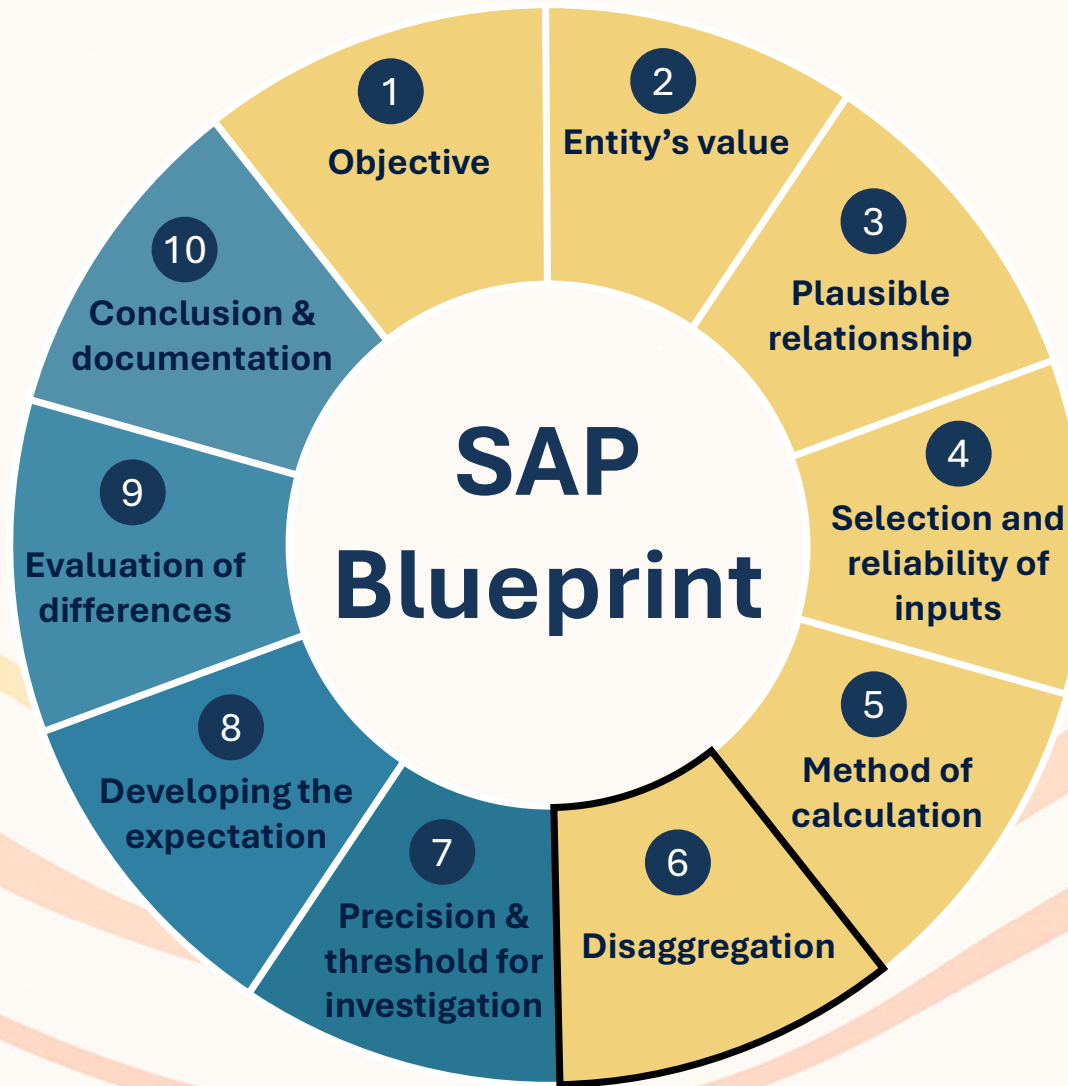 SAP
Blueprint
1
Objective
2
Entity’s value
3
Plausible
relationship
4
Selection and
reliability of
inputs
5
Method of
calculation
6
Disaggregation
7
Precision &
threshold for
investigation
8
Developing the
expectation
9
Evaluation of
differences
10
Conclusion &
documentation